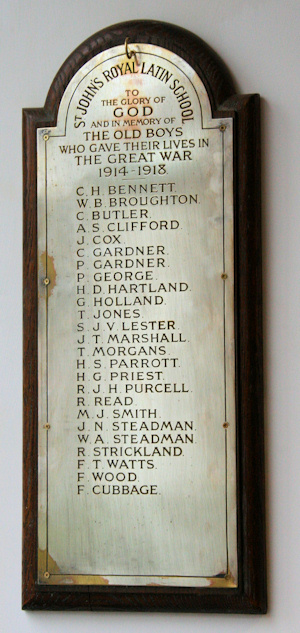 ST JOHN'S ROYAL LATIN SCHOOL
TO
THE GLORY OF
GOD
AND IN MEMORY OF
THE OLD BOYS
WHO GAVE THEIR LIVES IN
THE GREAT WAR
1914-1918.
C. H. BENNETT.
W. B. BROUGHTON.
C. BUTLER.
A. S. CLIFFORD.
J. COX.
C. GARDNER.
P. GARDNER.
P. GEORGE.
H. D. HARTLAND.
G. HOLLAND.
T. JONES.
S. J. V. LESTER.
J. T. MARSHALL.
T. MORGANS.
H. S. PARROTT.
H. G. PRIEST.
R. J. H. PURCELL.
R. READ.
M. J. SMITH.
J. N. STEADMAN.
W. A. STEADMAN.
R. STRICKLAND.
F. T. WATTS.
F. WOOD.
F. CUBBAGE.